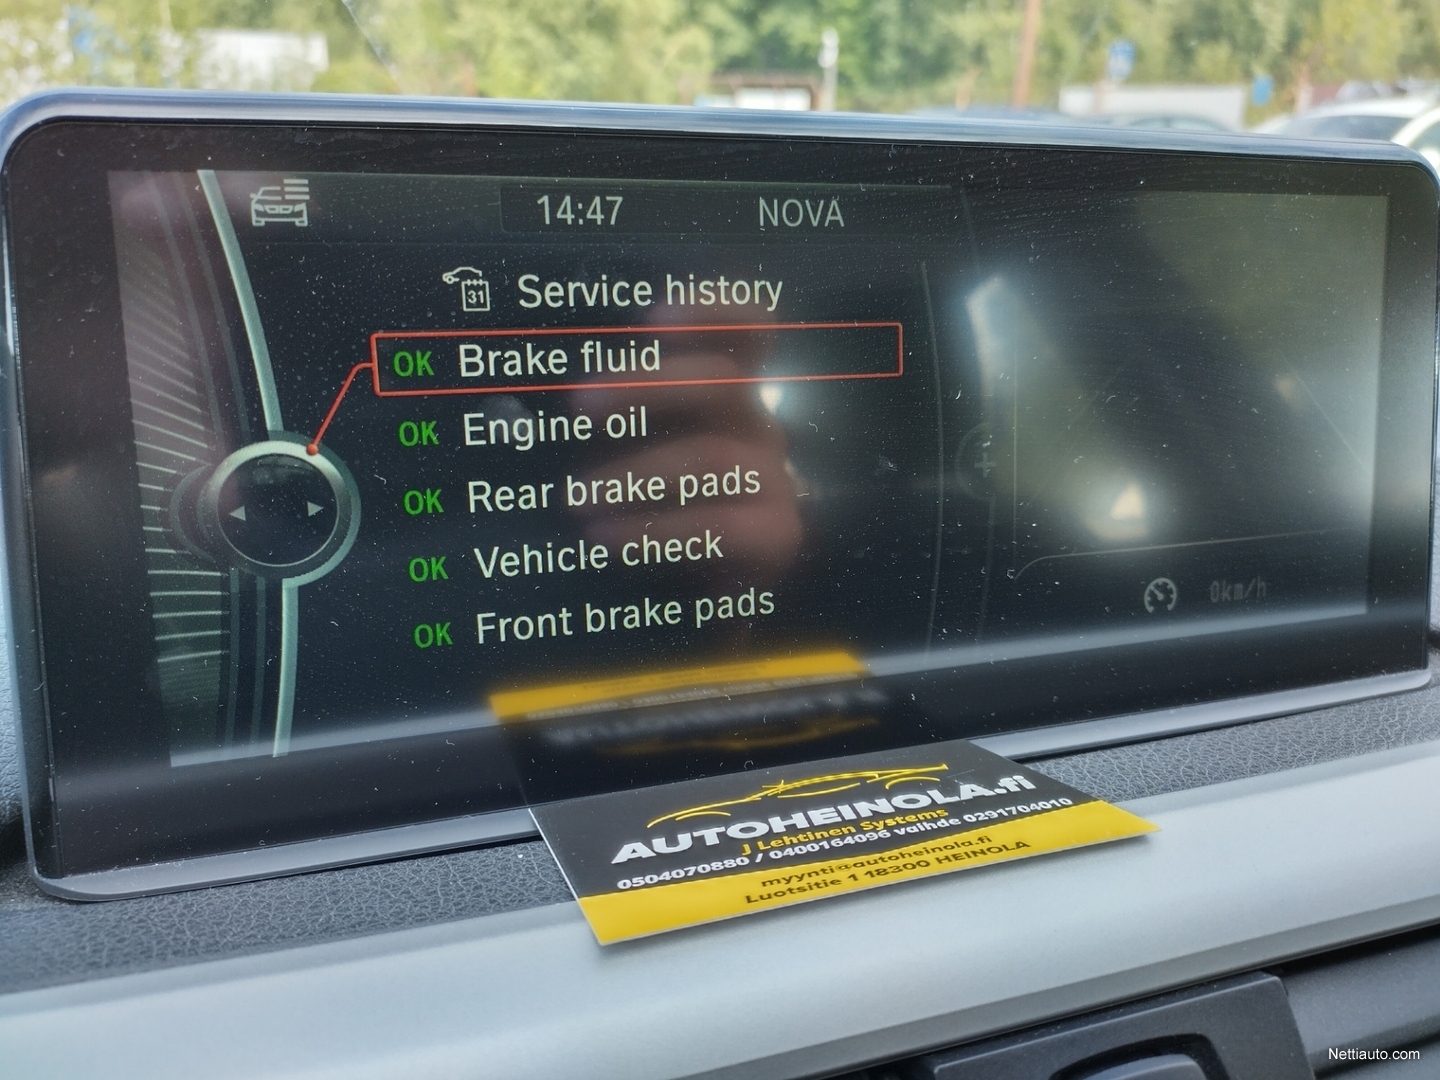 14:47 NOVA
31 Service history
OK Brake fluid
OK Engine oil
OK Rear brake pads
OK Vehicle check
OK Front brake pads
0km/h
AUTOHEINOLA.fi
J Lehtinen Systems
0504070880 / 0400164096 vaihde 0291704010
myynti@autoheinola.fi
Luotsitie 1 18300 HEINOLA
Nettiauto.com